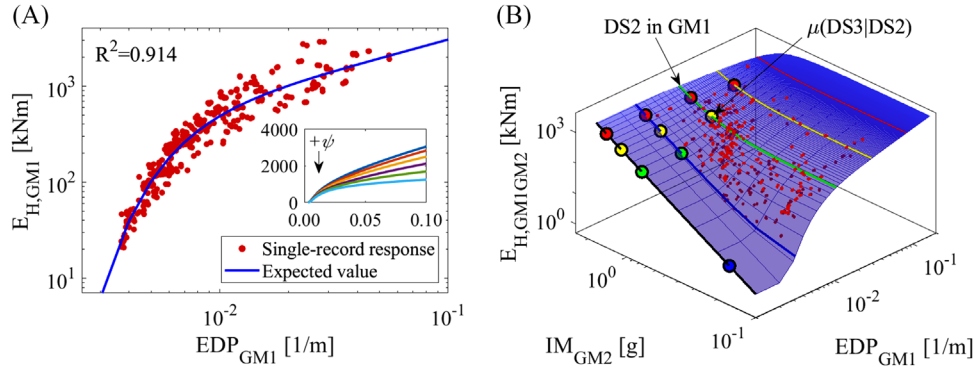 (A)
R²=0.914
E_H,GM1 [kNm]
10³
10²
10¹
4000
2000
0
+ψ
0.00
0.05
0.10
Single-record response
Expected value
10⁻²
10⁻¹
EDP_GM1 [1/m]
(B)
DS2 in GM1
μ(DS3|DS2)
E_H,GM1GM2 [kNm]
10³
10⁰
10⁰
10⁻¹
IM_GM2 [g]
10⁻²
10⁻¹
EDP_GM1 [1/m]